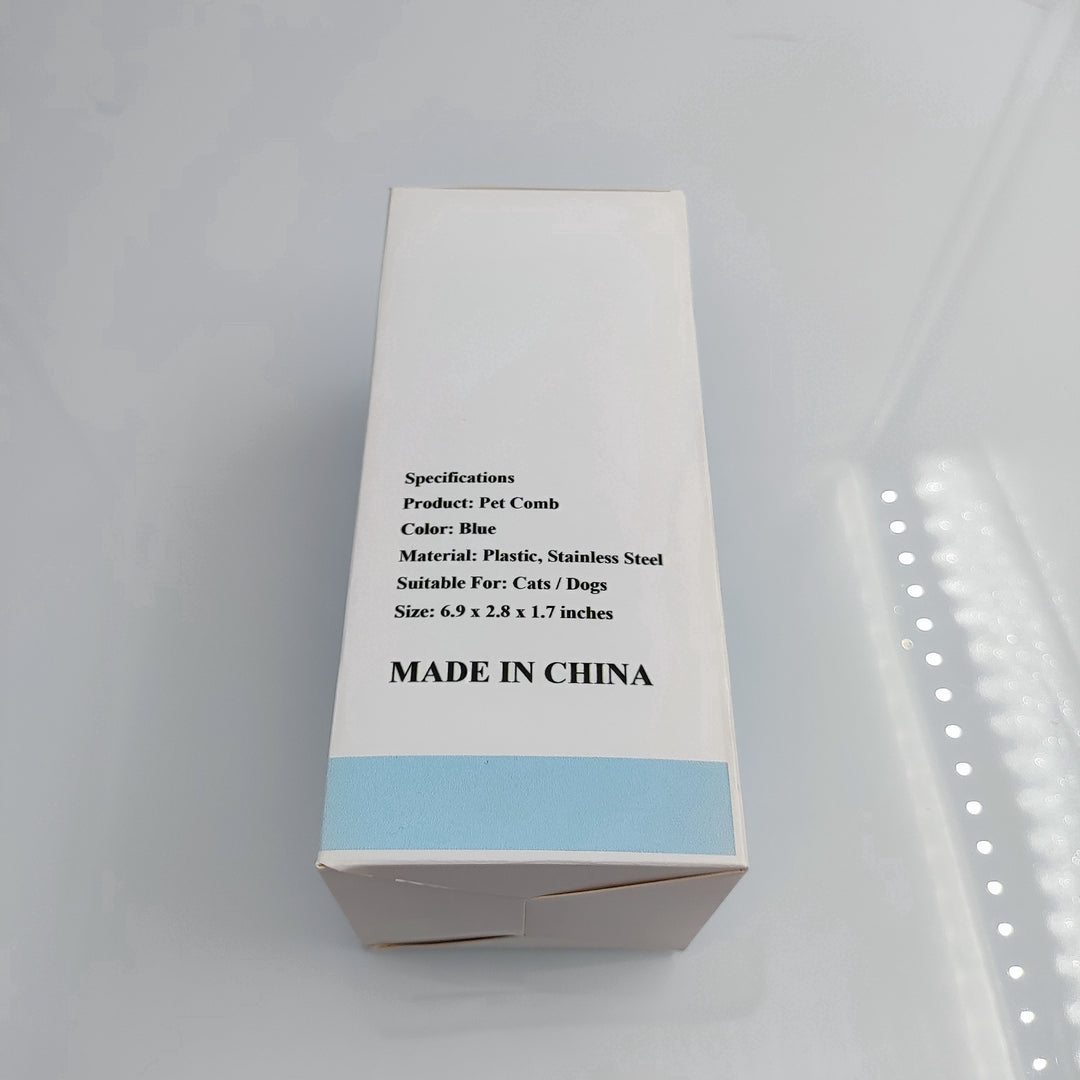 Specifications
Product: Pet Comb
Color: Blue
Material: Plastic, Stainless Steel
Suitable For: Cats / Dogs
Size: 6.9 x 2.8 x 1.7 inches
MADE IN CHINA